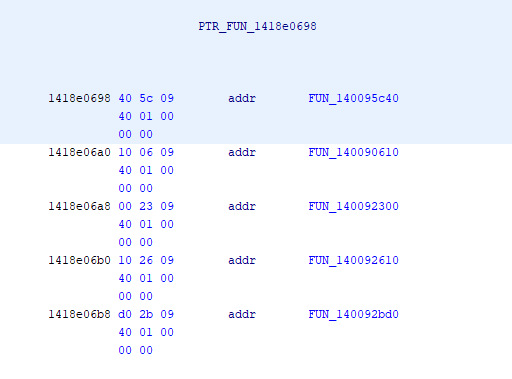 PTR_FUN_1418e0698
1418e0698 40 5c 09 addr FUN_140095c40
40 01 00
00 00
1418e06a0 10 06 09 addr FUN_140090610
40 01 00
00 00
1418e06a8 00 23 09 addr FUN_140092300
40 01 00
00 00
1418e06b0 10 26 09 addr FUN_140092610
40 01 00
00 00
1418e06b8 d0 2b 09 addr FUN_140092bd0
40 01 00
00 00